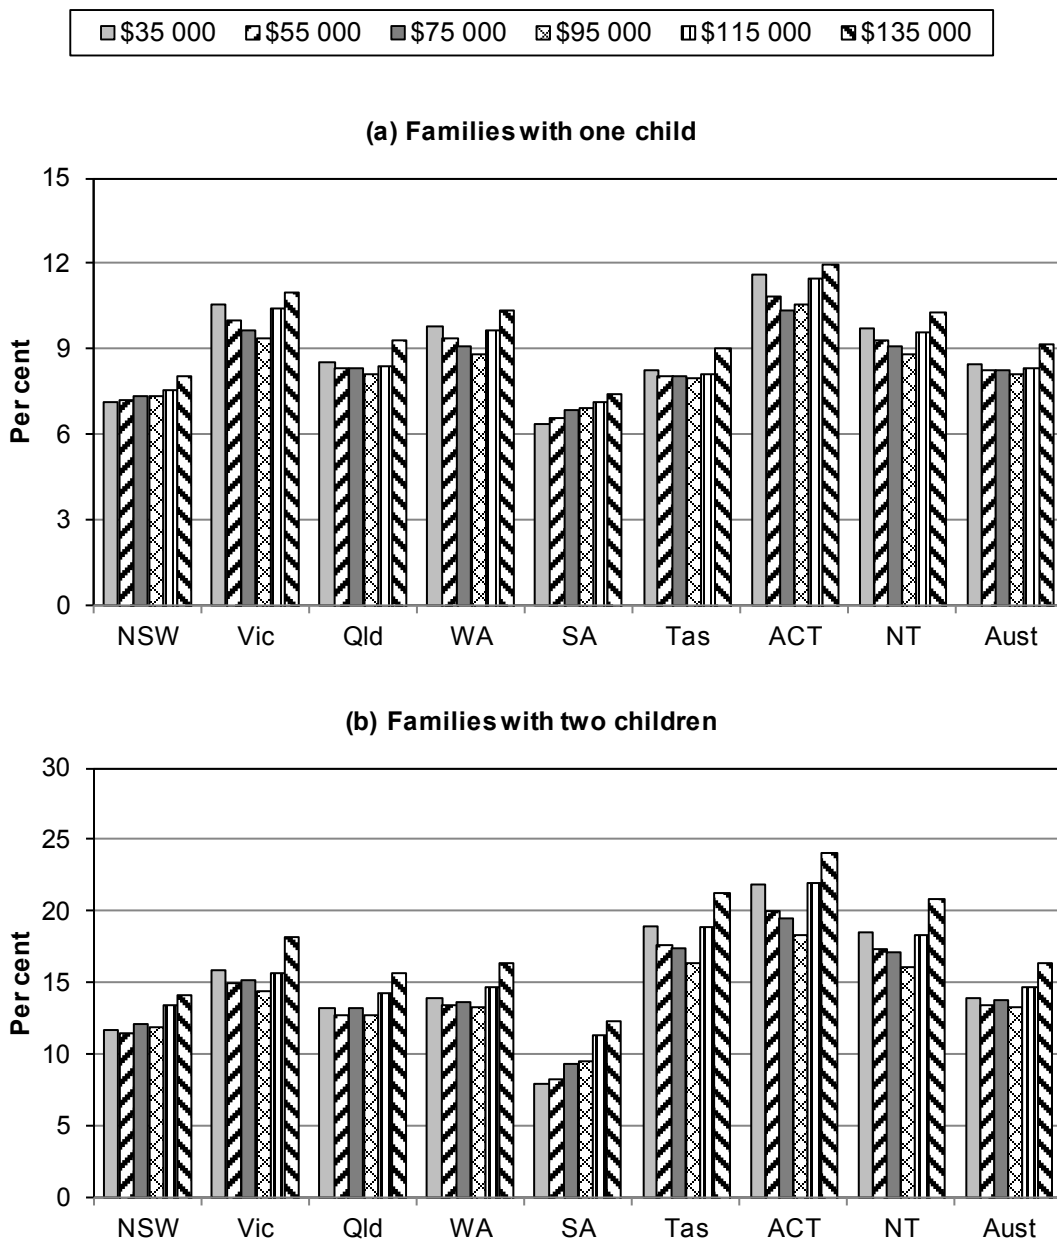 $35 000 $55 000 $75 000 $95 000 $115 000 $135 000
(a) Families with one child
15
12
9
6
3
0
Per cent
NSW Vic Qld WA SA Tas ACT NT Aust
(b) Families with two children
30
25
20
15
10
5
0
Per cent
NSW Vic Qld WA SA Tas ACT NT Aust